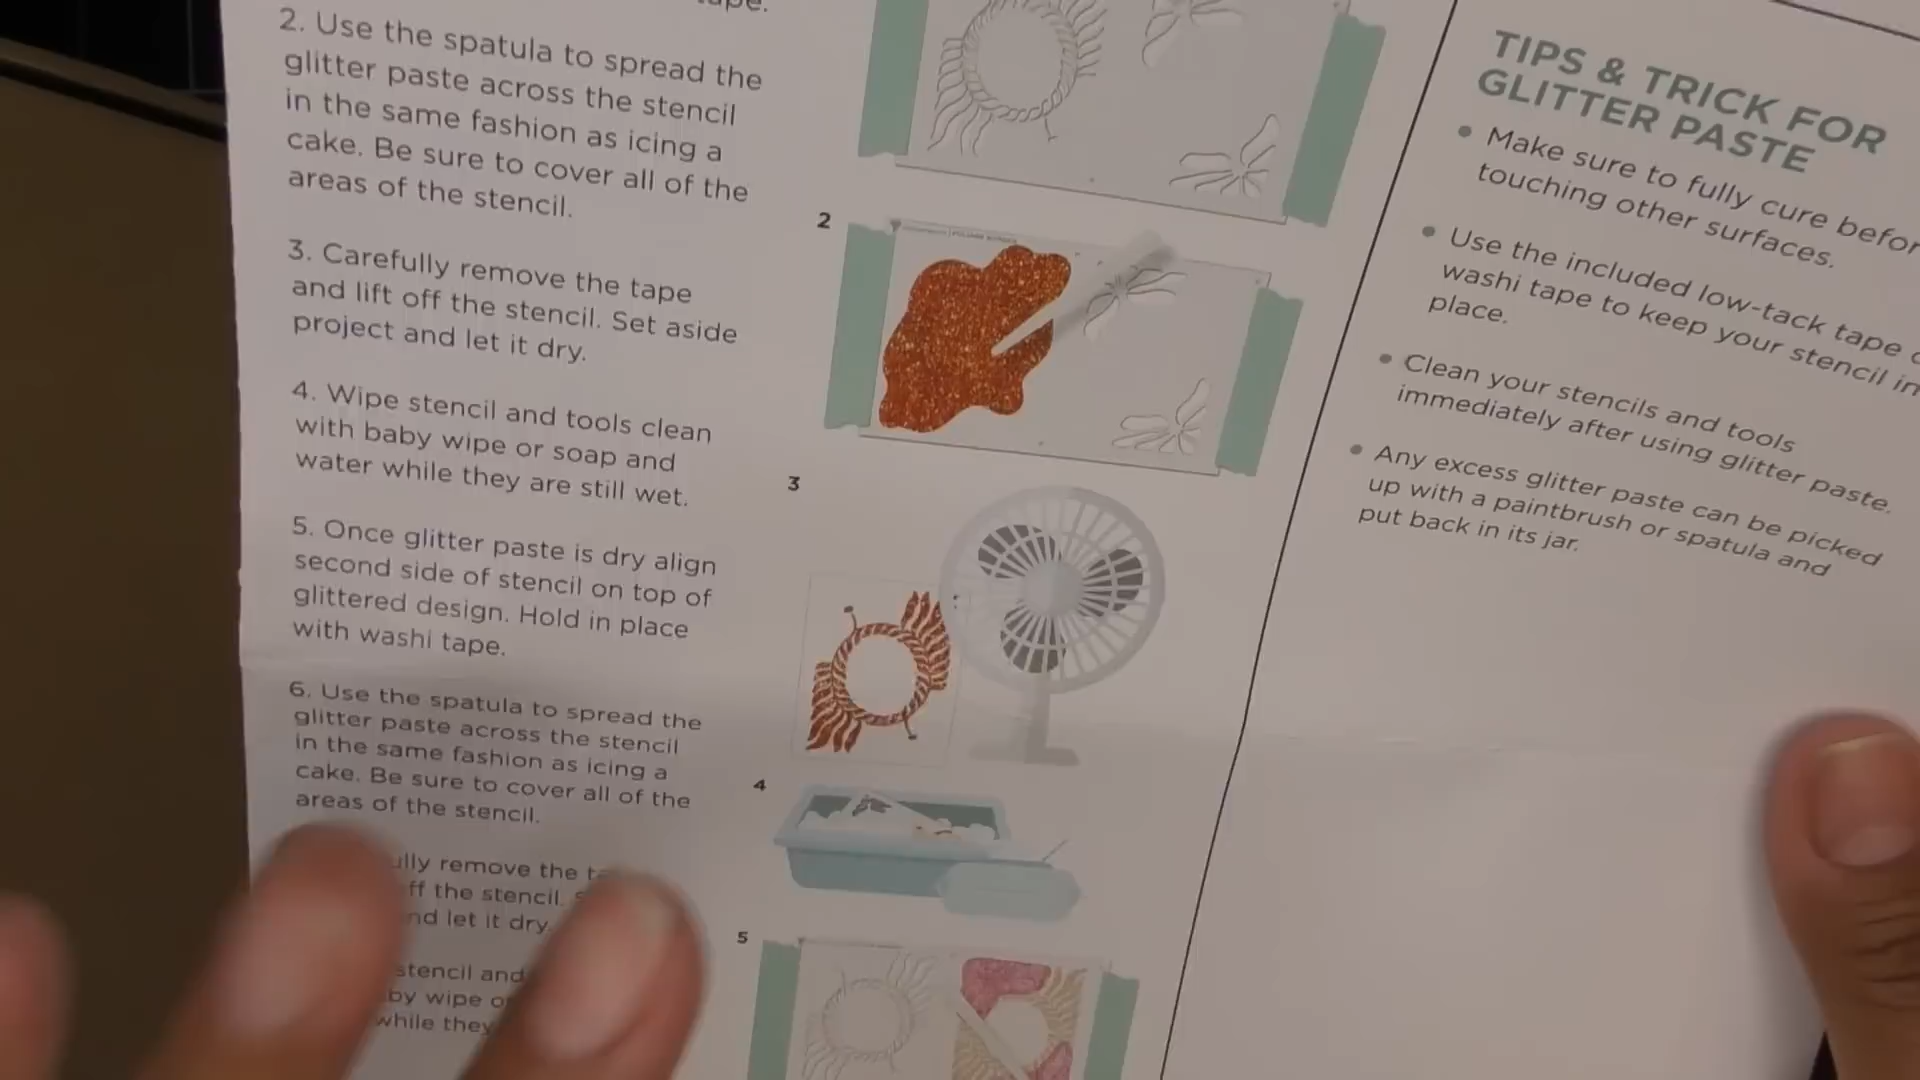 2. Use the spatula to spread the
glitter paste across the stencil
in the same fashion as icing a
cake. Be sure to cover all of the
areas of the stencil.
3. Carefully remove the tape
and lift off the stencil. Set aside
project and let it dry.
4. Wipe stencil and tools clean
with baby wipe or soap and
water while they are still wet.
5. Once glitter paste is dry align
second side of stencil on top of
glittered design. Hold in place
with washi tape.
6. Use the spatula to spread the
glitter paste across the stencil
in the same fashion as icing a
cake. Be sure to cover all of the
areas of the stencil.
remove the
the stencil.
let it dry.
stencil and
wipe
while they
2
3
4
5
TIPS & TRICK FOR
GLITTER PASTE
• Make sure to fully cure before
touching other surfaces.
• Use the included low-tack tape
washi tape to keep your stencil in
place.
• Clean your stencils and tools
immediately after using glitter paste.
• Any excess glitter paste can be picked
up with a paintbrush or spatula and
put back in its jar.